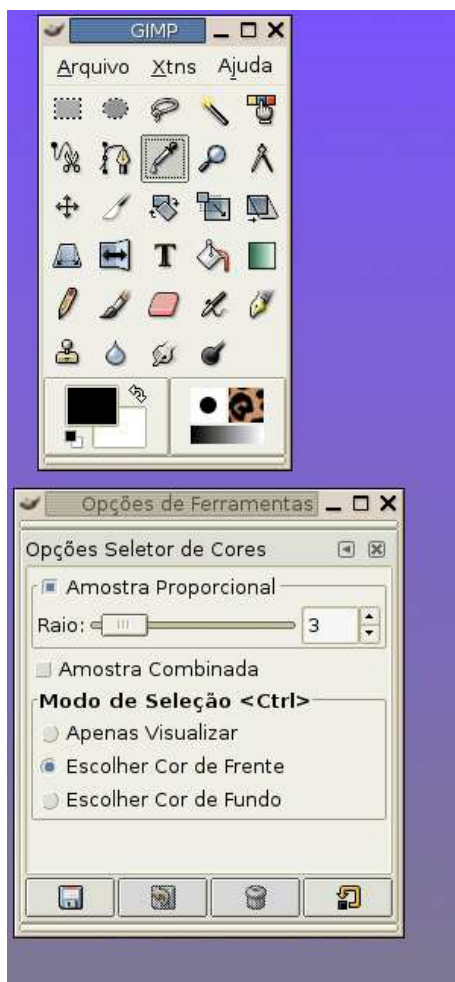 GIMP
Arquivo Xtns Ajuda
T
Opções de Ferramentas
Opções Seletor de Cores
Amostra Proporcional
Raio: 3
Amostra Combinada
Modo de Seleção <Ctrl>
Apenas Visualizar
Escolher Cor de Frente
Escolher Cor de Fundo